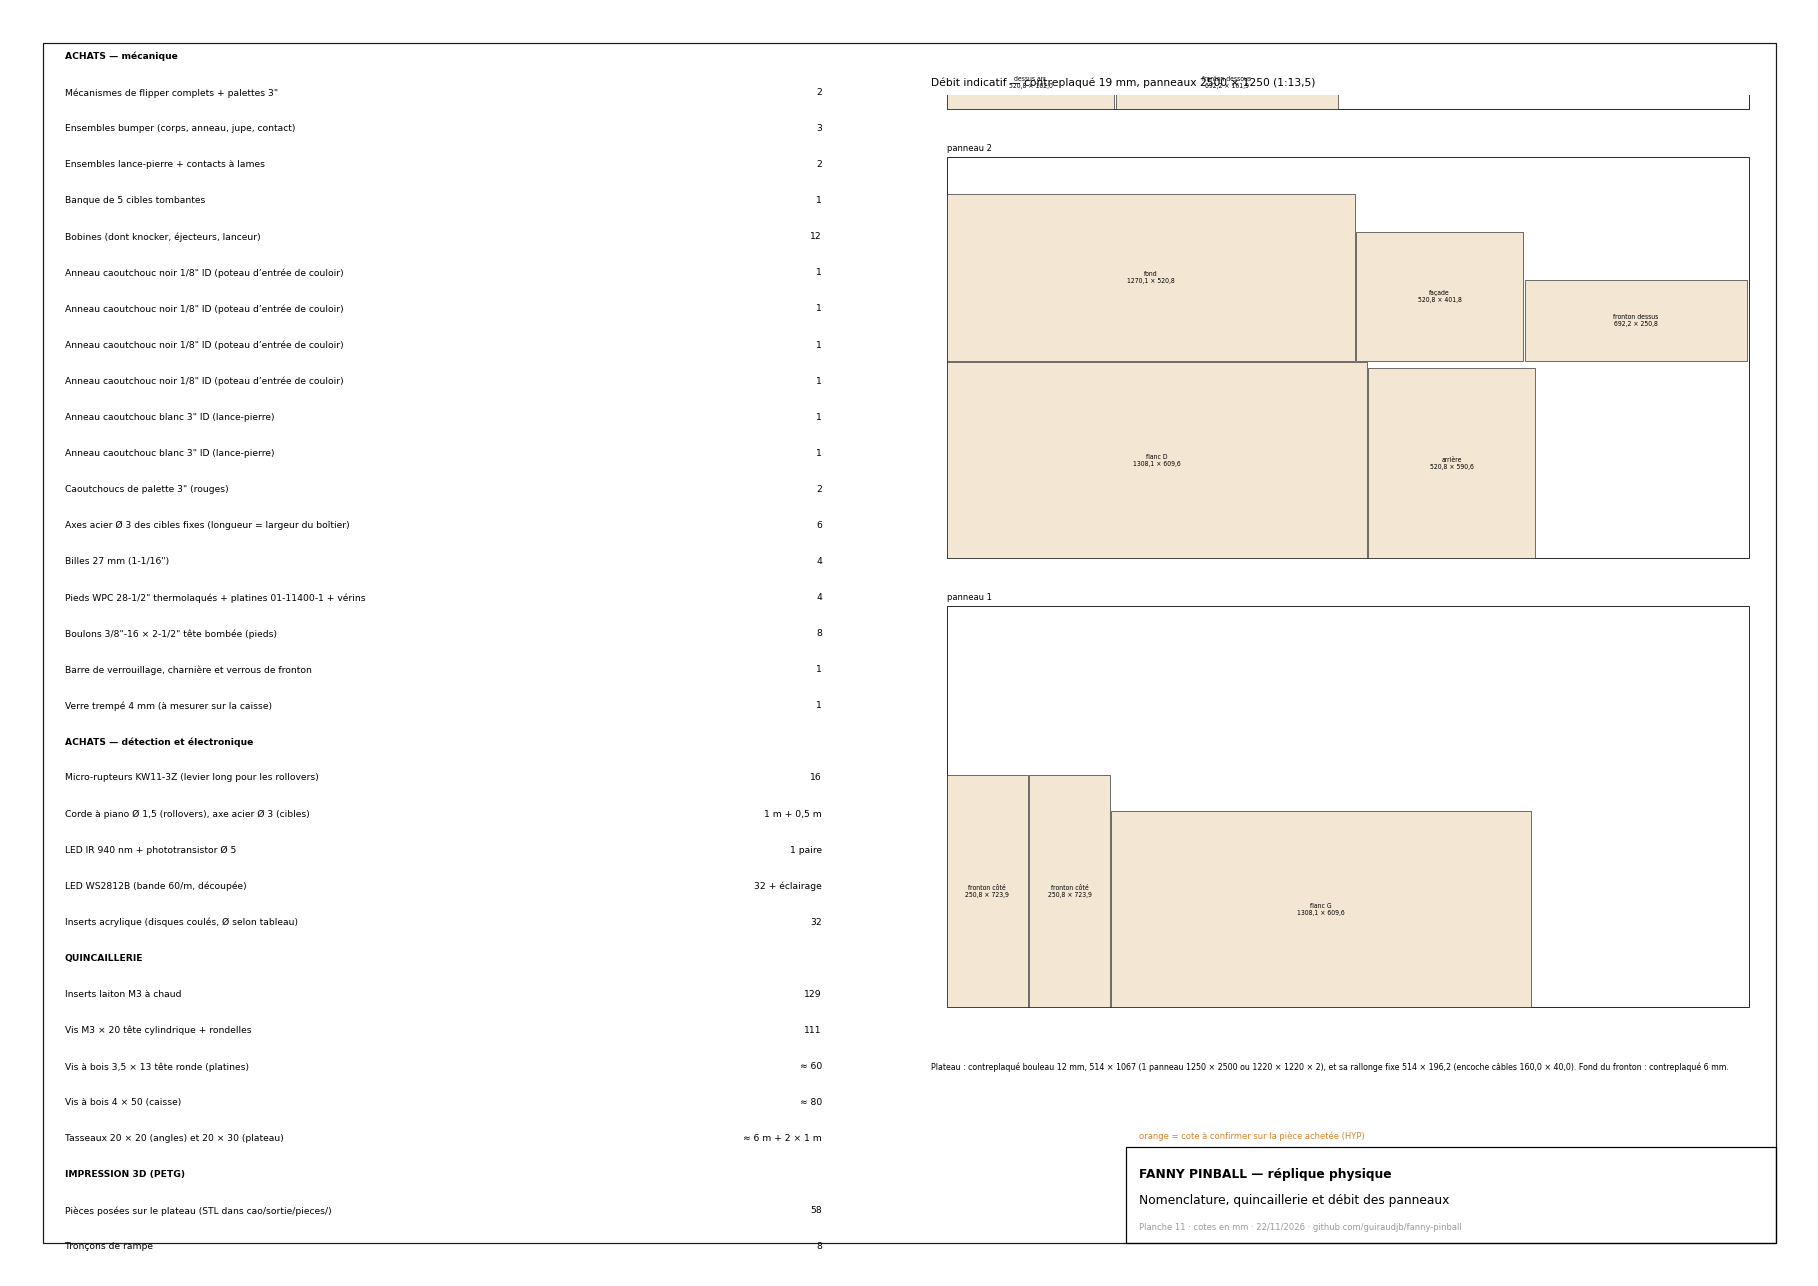 ACHATS — mécanique
Mécanismes de flipper complets + palettes 3" 2
Ensembles bumper (corps, anneau, jupe, contact) 3
Ensembles lance-pierre + contacts à lames 2
Banque de 5 cibles tombantes 1
Bobines (dont knocker, éjecteurs, lanceur) 12
Anneau caoutchouc noir 1/8" ID (poteau d’entrée de couloir) 1
Anneau caoutchouc noir 1/8" ID (poteau d’entrée de couloir) 1
Anneau caoutchouc noir 1/8" ID (poteau d’entrée de couloir) 1
Anneau caoutchouc noir 1/8" ID (poteau d’entrée de couloir) 1
Anneau caoutchouc blanc 3" ID (lance-pierre) 1
Anneau caoutchouc blanc 3" ID (lance-pierre) 1
Caoutchoucs de palette 3" (rouges) 2
Axes acier Ø 3 des cibles fixes (longueur = largeur du boîtier) 6
Billes 27 mm (1-1/16") 4
Pieds WPC 28-1/2" thermolaqués + platines 01-11400-1 + vérins 4
Boulons 3/8"-16 × 2-1/2" tête bombée (pieds) 8
Barre de verrouillage, charnière et verrous de fronton 1
Verre trempé 4 mm (à mesurer sur la caisse) 1
ACHATS — détection et électronique
Micro-rupteurs KW11-3Z (levier long pour les rollovers) 16
Corde à piano Ø 1,5 (rollovers), axe acier Ø 3 (cibles) 1 m + 0,5 m
LED IR 940 nm + phototransistor Ø 5 1 paire
LED WS2812B (bande 60/m, découpée) 32 + éclairage
Inserts acrylique (disques coulés, Ø selon tableau) 32
QUINCAILLERIE
Inserts laiton M3 à chaud 129
Vis M3 × 20 tête cylindrique + rondelles 111
Vis à bois 3,5 × 13 tête ronde (platines) ≈ 60
Vis à bois 4 × 50 (caisse) ≈ 80
Tasseaux 20 × 20 (angles) et 20 × 30 (plateau) ≈ 6 m + 2 × 1 m
IMPRESSION 3D (PETG)
Pièces posées sur le plateau (STL dans cao/sortie/pieces/) 58
Tronçons de rampe 8
Débit indicatif — contreplaqué 19 mm, panneaux 2500 × 1250 (1:13,5)
panneau 2
fond
1270,1 × 520,8
façade
520,8 × 401,8
fronton dessus
692,2 × 250,8
flanc D
1308,1 × 609,6
arrière
520,8 × 590,6
panneau 1
fronton côté
250,8 × 723,9
fronton côté
250,8 × 723,9
flanc G
1308,1 × 609,6
Plateau : contreplaqué bouleau 12 mm, 514 × 1067 (1 panneau 1250 × 2500 ou 1220 × 1220 × 2), et sa rallonge fixe 514 × 196,2 (encoche câbles 160,0 × 40,0). Fond du fronton : contreplaqué 6 mm.
orange = cote à confirmer sur la pièce achetée (HYP)
FANNY PINBALL — réplique physique
Nomenclature, quincaillerie et débit des panneaux
Planche 11 · cotes en mm · 22/11/2026 · github.com/guiraudjb/fanny-pinball